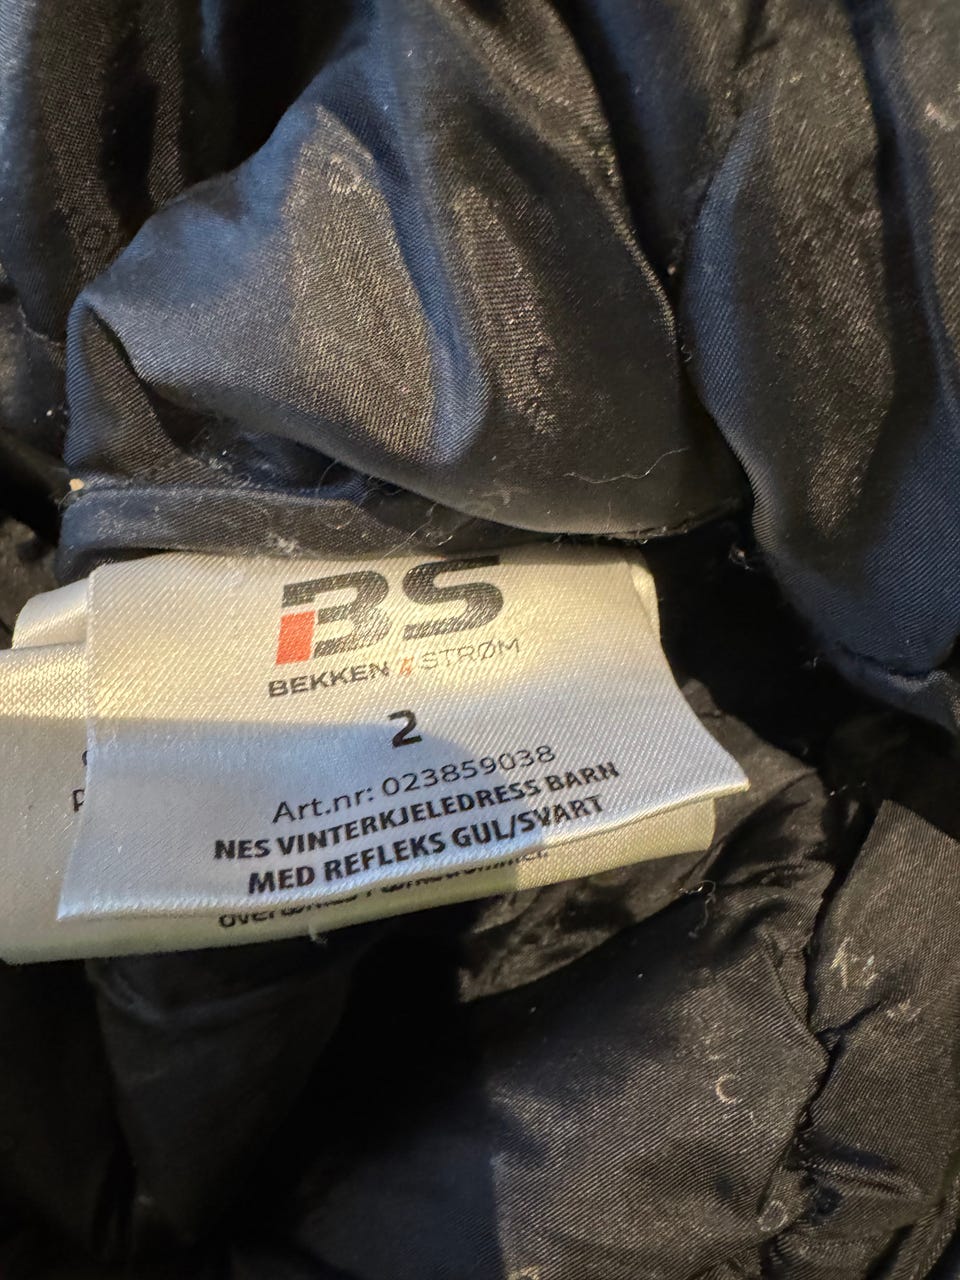 BS
BEKKEN & STRØM
2
Art.nr: 023859038
NES VINTERKJELEDRESS BARN
MED REFLEKS GUL/SVART